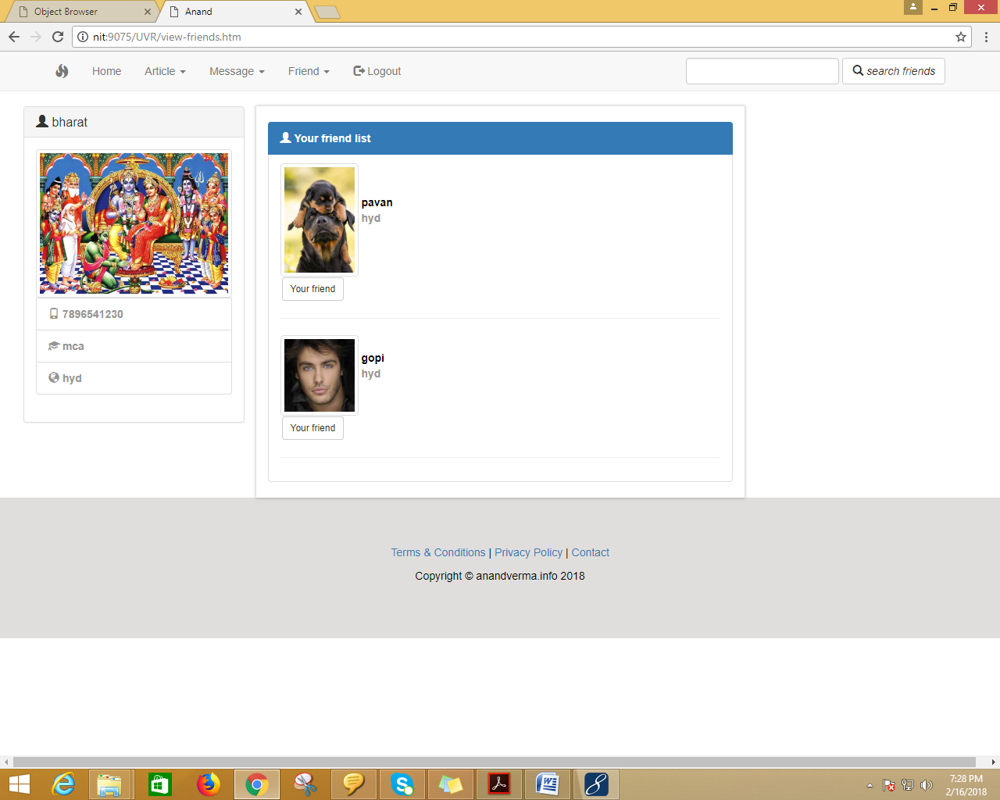 Object Browser
Anand
nit:9075/UVR/view-friends.htm
Home Article Message Friend Logout
search friends
bharat
7896541230
mca
hyd
Your friend list
pavan
hyd
Your friend
gopi
hyd
Your friend
Terms & Conditions | Privacy Policy | Contact
Copyright © anandverma.info 2018
7:28 PM
2/16/2018